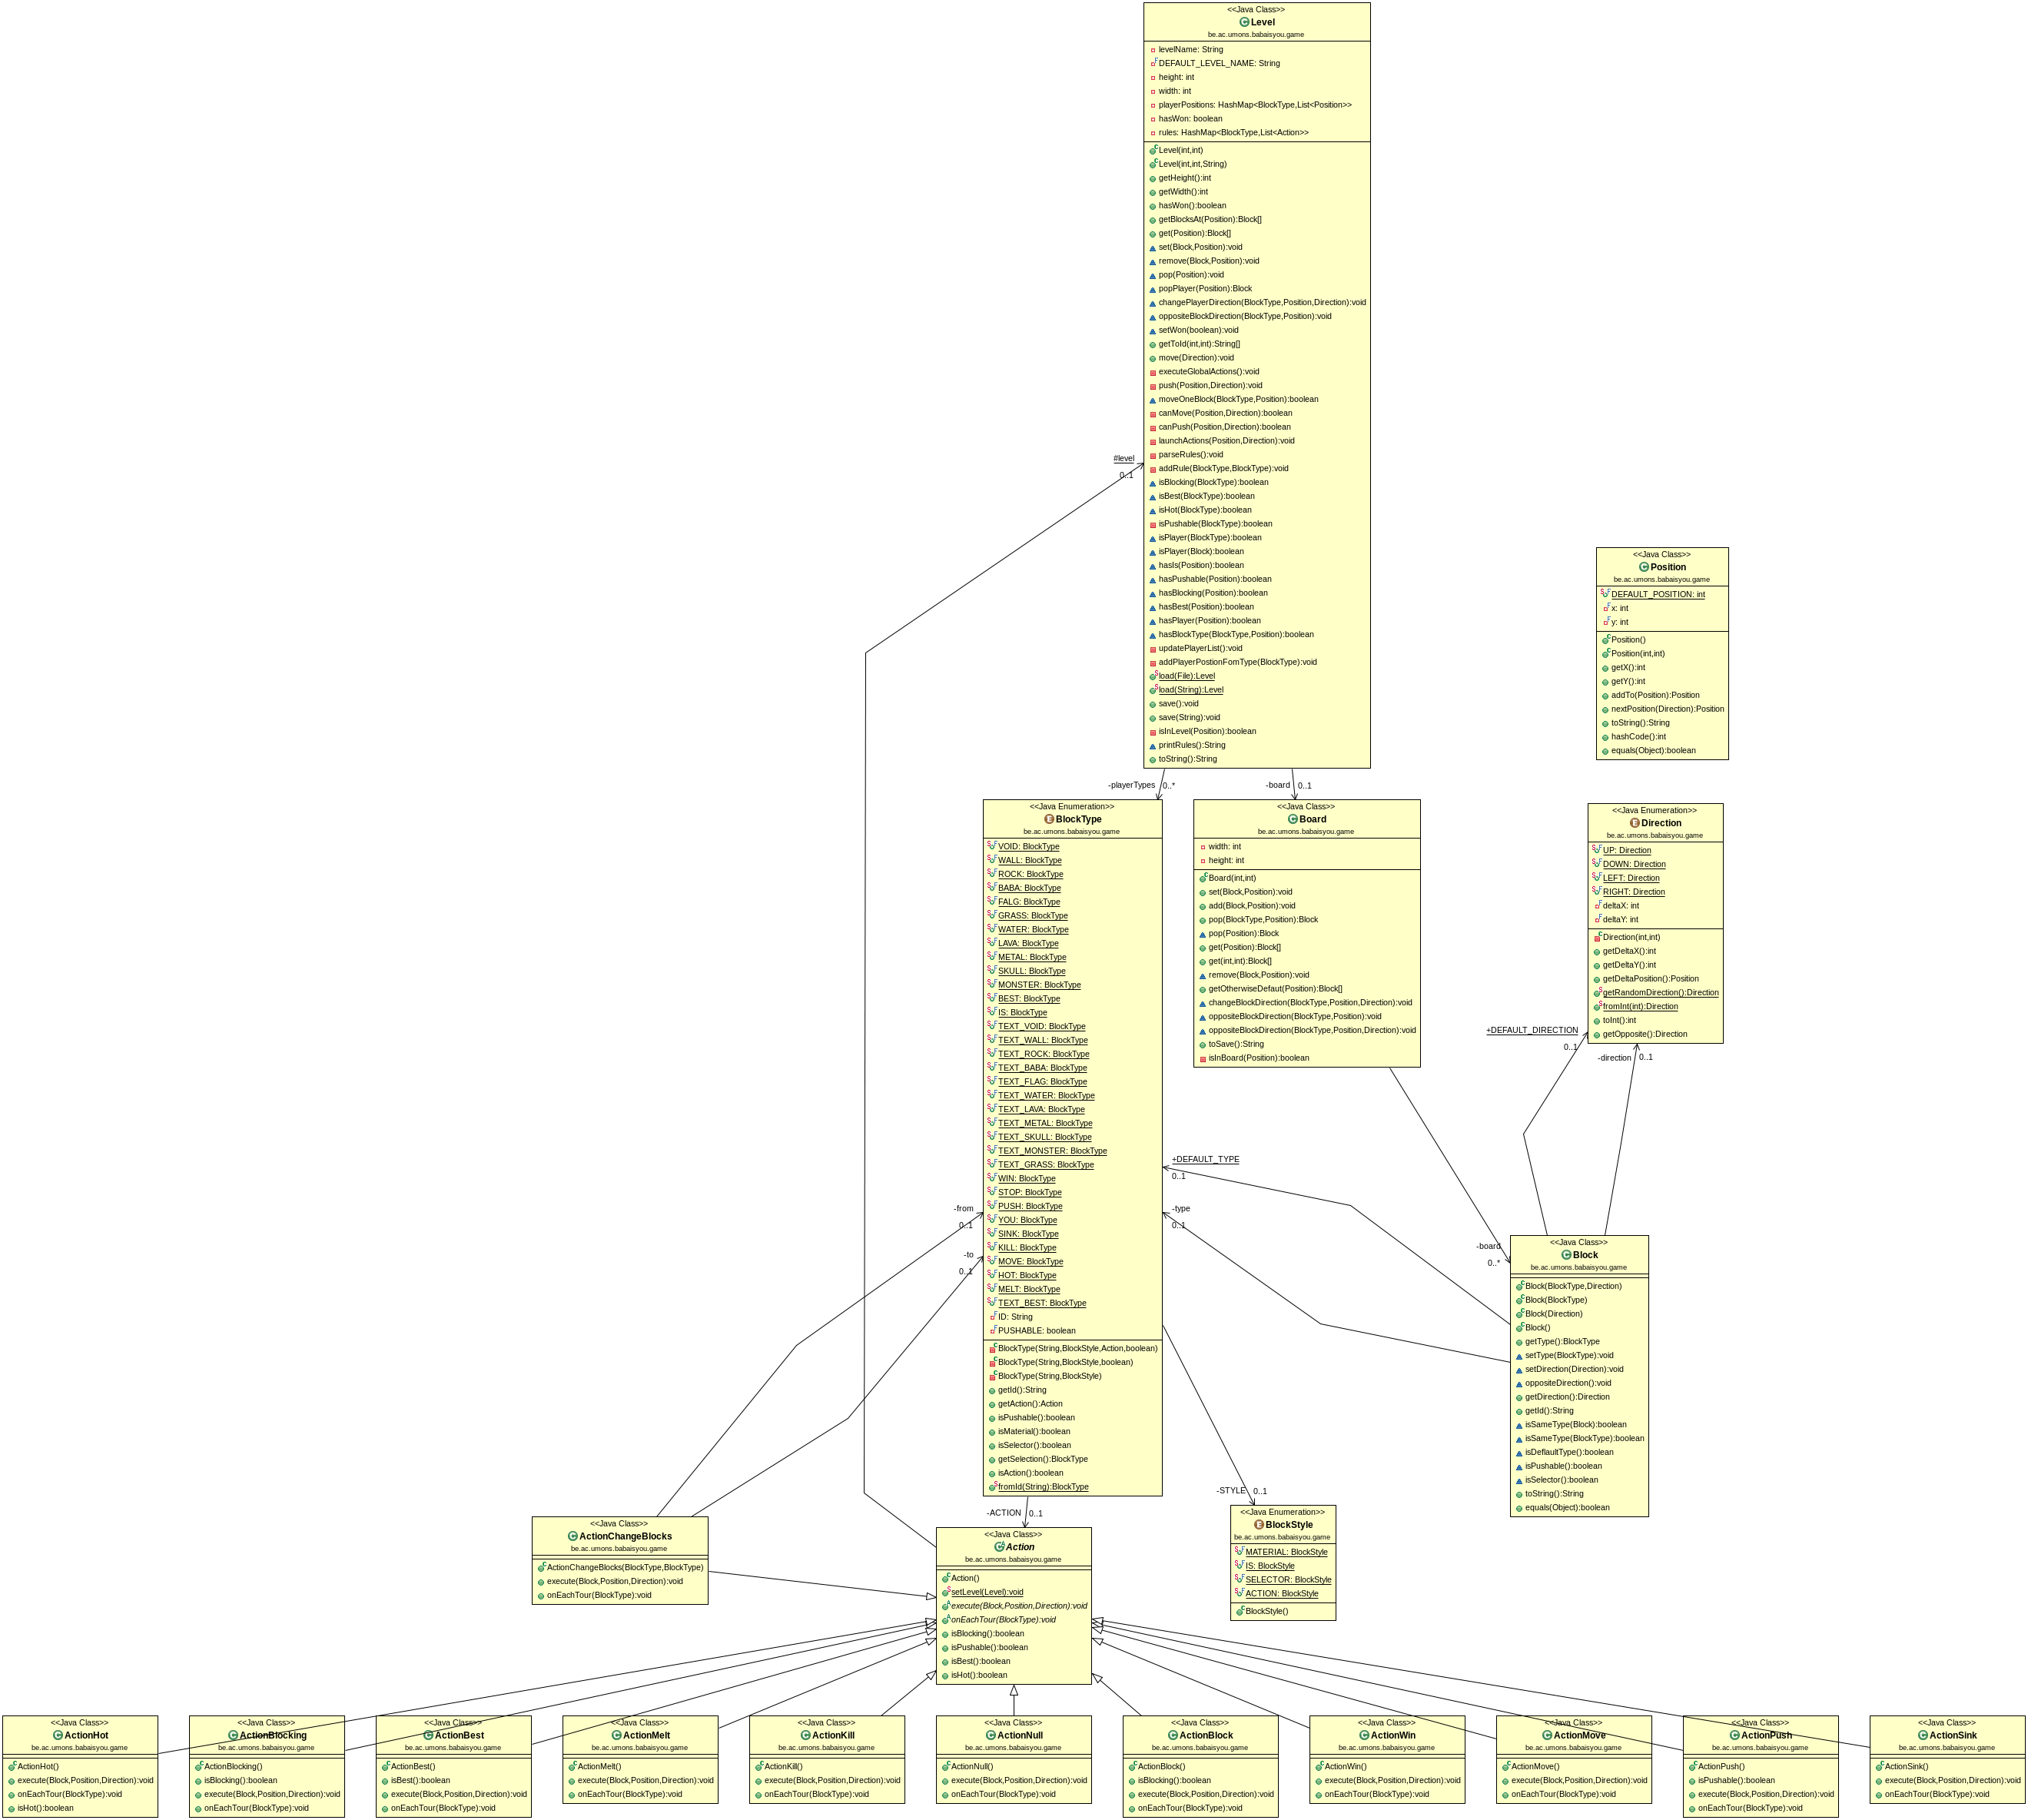 <<Java Class>>
Level
be.ac.umons.babaisyou.game
levelName: String
DEFAULT_LEVEL_NAME: String
height: int
width: int
playerPositions: HashMap<BlockType,List<Position>>
hasWon: boolean
rules: HashMap<BlockType,List<Action>>
Level(int,int)
Level(int,int,String)
getHeight():int
getWidth():int
hasWon():boolean
getBlocksAt(Position):Block[]
get(Position):Block[]
set(Block,Position):void
remove(Block,Position):void
pop(Position):void
popPlayer(Position):Block
changePlayerDirection(BlockType,Position,Direction):void
oppositeBlockDirection(BlockType,Position):void
setWon(boolean):void
getToId(int,int):String[]
move(Direction):void
executeGlobalActions():void
push(Position,Direction):void
moveOneBlock(BlockType,Position):boolean
canMove(Position,Direction):boolean
canPush(Position,Direction):boolean
launchActions(Position,Direction):void
parseRules():void
addRule(BlockType,BlockType):void
isBlocking(BlockType):boolean
isBest(BlockType):boolean
isHot(BlockType):boolean
isPushable(BlockType):boolean
isPlayer(BlockType):boolean
isPlayer(Block):boolean
hasIs(Position):boolean
hasPushable(Position):boolean
hasBlocking(Position):boolean
hasBest(Position):boolean
hasPlayer(Position):boolean
hasBlockType(BlockType,Position):boolean
updatePlayerList():void
addPlayerPostionFomType(BlockType):void
load(File):Level
load(String):Level
save():void
save(String):void
isInLevel(Position):boolean
printRules():String
toString():String
#level
0..1
-playerTypes
0..*
-board
0..1
<<Java Class>>
Position
be.ac.umons.babaisyou.game
DEFAULT_POSITION: int
x: int
y: int
Position()
Position(int,int)
getX():int
getY():int
addTo(Position):Position
nextPosition(Direction):Position
toString():String
hashCode():int
equals(Object):boolean
<<Java Enumeration>>
BlockType
be.ac.umons.babaisyou.game
VOID: BlockType
WALL: BlockType
ROCK: BlockType
BABA: BlockType
FALG: BlockType
GRASS: BlockType
WATER: BlockType
LAVA: BlockType
METAL: BlockType
SKULL: BlockType
MONSTER: BlockType
BEST: BlockType
IS: BlockType
TEXT_VOID: BlockType
TEXT_WALL: BlockType
TEXT_ROCK: BlockType
TEXT_BABA: BlockType
TEXT_FLAG: BlockType
TEXT_WATER: BlockType
TEXT_LAVA: BlockType
TEXT_METAL: BlockType
TEXT_SKULL: BlockType
TEXT_MONSTER: BlockType
TEXT_GRASS: BlockType
WIN: BlockType
STOP: BlockType
PUSH: BlockType
YOU: BlockType
SINK: BlockType
KILL: BlockType
MOVE: BlockType
HOT: BlockType
MELT: BlockType
TEXT_BEST: BlockType
ID: String
PUSHABLE: boolean
BlockType(String,BlockStyle,Action,boolean)
BlockType(String,BlockStyle,boolean)
BlockType(String,BlockStyle)
getId():String
getAction():Action
isPushable():boolean
isMaterial():boolean
isSelector():boolean
getSelection():BlockType
isAction():boolean
fromId(String):BlockType
<<Java Class>>
Board
be.ac.umons.babaisyou.game
width: int
height: int
Board(int,int)
set(Block,Position):void
add(Block,Position):void
pop(BlockType,Position):Block
pop(Position):Block
get(Position):Block[]
get(int,int):Block[]
remove(Block,Position):void
getOtherwiseDefaut(Position):Block[]
changeBlockDirection(BlockType,Position,Direction):void
oppositeBlockDirection(BlockType,Position):void
oppositeBlockDirection(BlockType,Position,Direction):void
toSave():String
isInBoard(Position):boolean
<<Java Enumeration>>
Direction
be.ac.umons.babaisyou.game
UP: Direction
DOWN: Direction
LEFT: Direction
RIGHT: Direction
deltaX: int
deltaY: int
Direction(int,int)
getDeltaX():int
getDeltaY():int
getDeltaPosition():Position
getRandomDirection():Direction
fromInt(int):Direction
toInt():int
getOpposite():Direction
+DEFAULT_DIRECTION
0..1
-direction
0..1
+DEFAULT_TYPE
0..1
-from
0..1
-type
0..1
-to
0..1
-board
0..*
<<Java Class>>
Block
be.ac.umons.babaisyou.game
Block(BlockType,Direction)
Block(BlockType)
Block(Direction)
Block()
getType():BlockType
setType(BlockType):void
setDirection(Direction):void
oppositeDirection():void
getDirection():Direction
getId():String
isSameType(Block):boolean
isSameType(BlockType):boolean
isDeflaultType():boolean
isPushable():boolean
isSelector():boolean
toString():String
equals(Object):boolean
-ACTION
0..1
-STYLE
0..1
<<Java Enumeration>>
BlockStyle
be.ac.umons.babaisyou.game
MATERIAL: BlockStyle
IS: BlockStyle
SELECTOR: BlockStyle
ACTION: BlockStyle
BlockStyle()
<<Java Class>>
ActionChangeBlocks
be.ac.umons.babaisyou.game
ActionChangeBlocks(BlockType,BlockType)
execute(Block,Position,Direction):void
onEachTour(BlockType):void
<<Java Class>>
Action
be.ac.umons.babaisyou.game
Action()
setLevel(Level):void
execute(Block,Position,Direction):void
onEachTour(BlockType):void
isBlocking():boolean
isPushable():boolean
isBest():boolean
isHot():boolean
<<Java Class>>
ActionHot
be.ac.umons.babaisyou.game
ActionHot()
execute(Block,Position,Direction):void
onEachTour(BlockType):void
isHot():boolean
<<Java Class>>
ActionBlocking
be.ac.umons.babaisyou.game
ActionBlocking()
isBlocking():boolean
execute(Block,Position,Direction):void
onEachTour(BlockType):void
<<Java Class>>
ActionBest
be.ac.umons.babaisyou.game
ActionBest()
isBest():boolean
execute(Block,Position,Direction):void
onEachTour(BlockType):void
<<Java Class>>
ActionMelt
be.ac.umons.babaisyou.game
ActionMelt()
execute(Block,Position,Direction):void
onEachTour(BlockType):void
<<Java Class>>
ActionKill
be.ac.umons.babaisyou.game
ActionKill()
execute(Block,Position,Direction):void
onEachTour(BlockType):void
<<Java Class>>
ActionNull
be.ac.umons.babaisyou.game
ActionNull()
execute(Block,Position,Direction):void
onEachTour(BlockType):void
<<Java Class>>
ActionBlock
be.ac.umons.babaisyou.game
ActionBlock()
isBlocking():boolean
execute(Block,Position,Direction):void
onEachTour(BlockType):void
<<Java Class>>
ActionWin
be.ac.umons.babaisyou.game
ActionWin()
execute(Block,Position,Direction):void
onEachTour(BlockType):void
<<Java Class>>
ActionMove
be.ac.umons.babaisyou.game
ActionMove()
execute(Block,Position,Direction):void
onEachTour(BlockType):void
<<Java Class>>
ActionPush
be.ac.umons.babaisyou.game
ActionPush()
isPushable():boolean
execute(Block,Position,Direction):void
onEachTour(BlockType):void
<<Java Class>>
ActionSink
be.ac.umons.babaisyou.game
ActionSink()
execute(Block,Position,Direction):void
onEachTour(BlockType):void